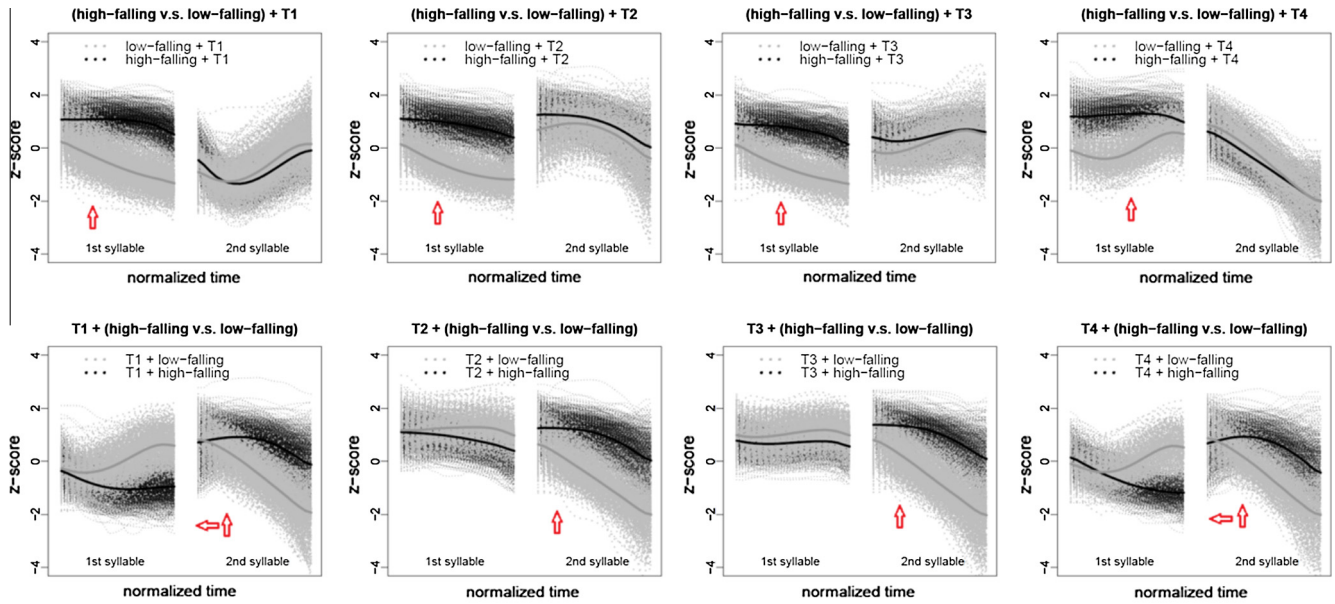 (high−falling v.s. low−falling) + T1
4
2
0
−2
−4
z−score
low−falling + T1
high−falling + T1
1st syllable
2nd syllable
normalized time
(high−falling v.s. low−falling) + T2
4
2
0
−2
−4
z−score
low−falling + T2
high−falling + T2
1st syllable
2nd syllable
normalized time
(high−falling v.s. low−falling) + T3
4
2
0
−2
−4
z−score
low−falling + T3
high−falling + T3
1st syllable
2nd syllable
normalized time
(high−falling v.s. low−falling) + T4
4
2
0
−2
−4
z−score
low−falling + T4
high−falling + T4
1st syllable
2nd syllable
normalized time
T1 + (high−falling v.s. low−falling)
4
2
0
−2
−4
z−score
T1 + low−falling
T1 + high−falling
1st syllable
2nd syllable
normalized time
T2 + (high−falling v.s. low−falling)
4
2
0
−2
−4
z−score
T2 + low−falling
T2 + high−falling
1st syllable
2nd syllable
normalized time
T3 + (high−falling v.s. low−falling)
4
2
0
−2
−4
z−score
T3 + low−falling
T3 + high−falling
1st syllable
2nd syllable
normalized time
T4 + (high−falling v.s. low−falling)
4
2
0
−2
−4
z−score
T4 + low−falling
T4 + high−falling
1st syllable
2nd syllable
normalized time